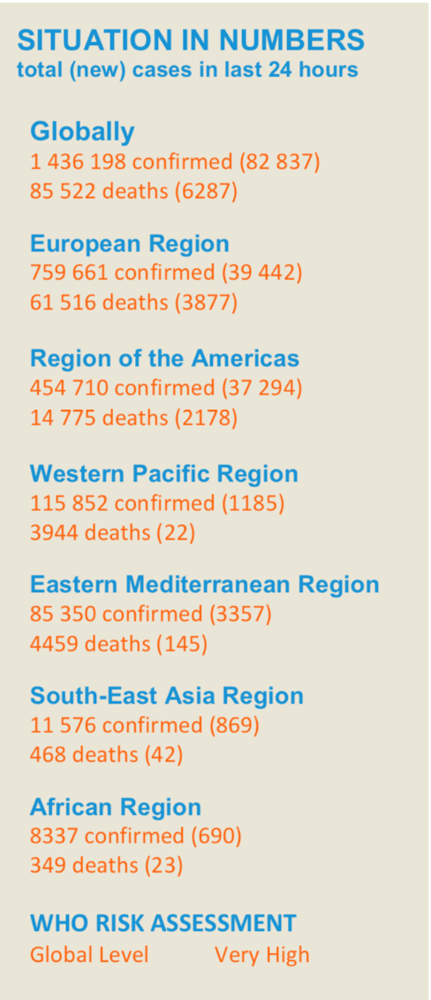 SITUATION IN NUMBERS
total (new) cases in last 24 hours
Globally
1 436 198 confirmed (82 837)
85 522 deaths (6287)
European Region
759 661 confirmed (39 442)
61 516 deaths (3877)
Region of the Americas
454 710 confirmed (37 294)
14 775 deaths (2178)
Western Pacific Region
115 852 confirmed (1185)
3944 deaths (22)
Eastern Mediterranean Region
85 350 confirmed (3357)
4459 deaths (145)
South-East Asia Region
11 576 confirmed (869)
468 deaths (42)
African Region
8337 confirmed (690)
349 deaths (23)
WHO RISK ASSESSMENT
Global Level Very High